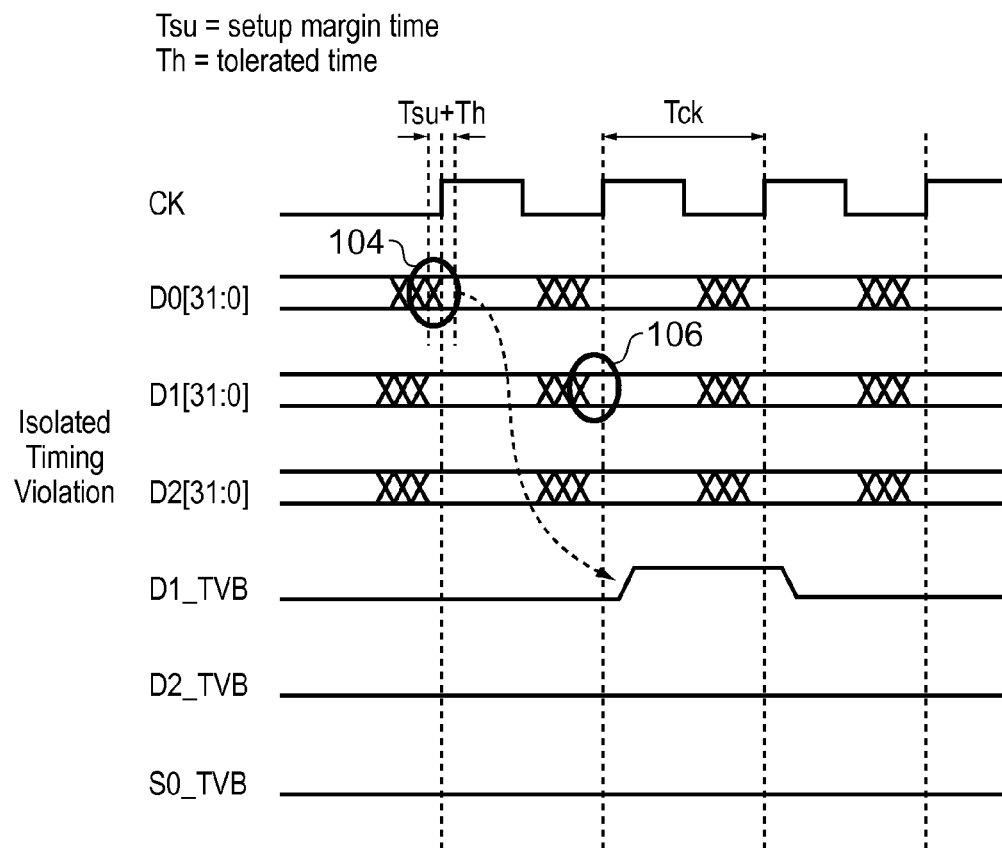 Tsu = setup margin time
Th = tolerated time
Tsu+Th
Tck
CK
104
D0[31:0]
106
D1[31:0]
Isolated
Timing
Violation
D2[31:0]
D1_TVB
D2_TVB
S0_TVB